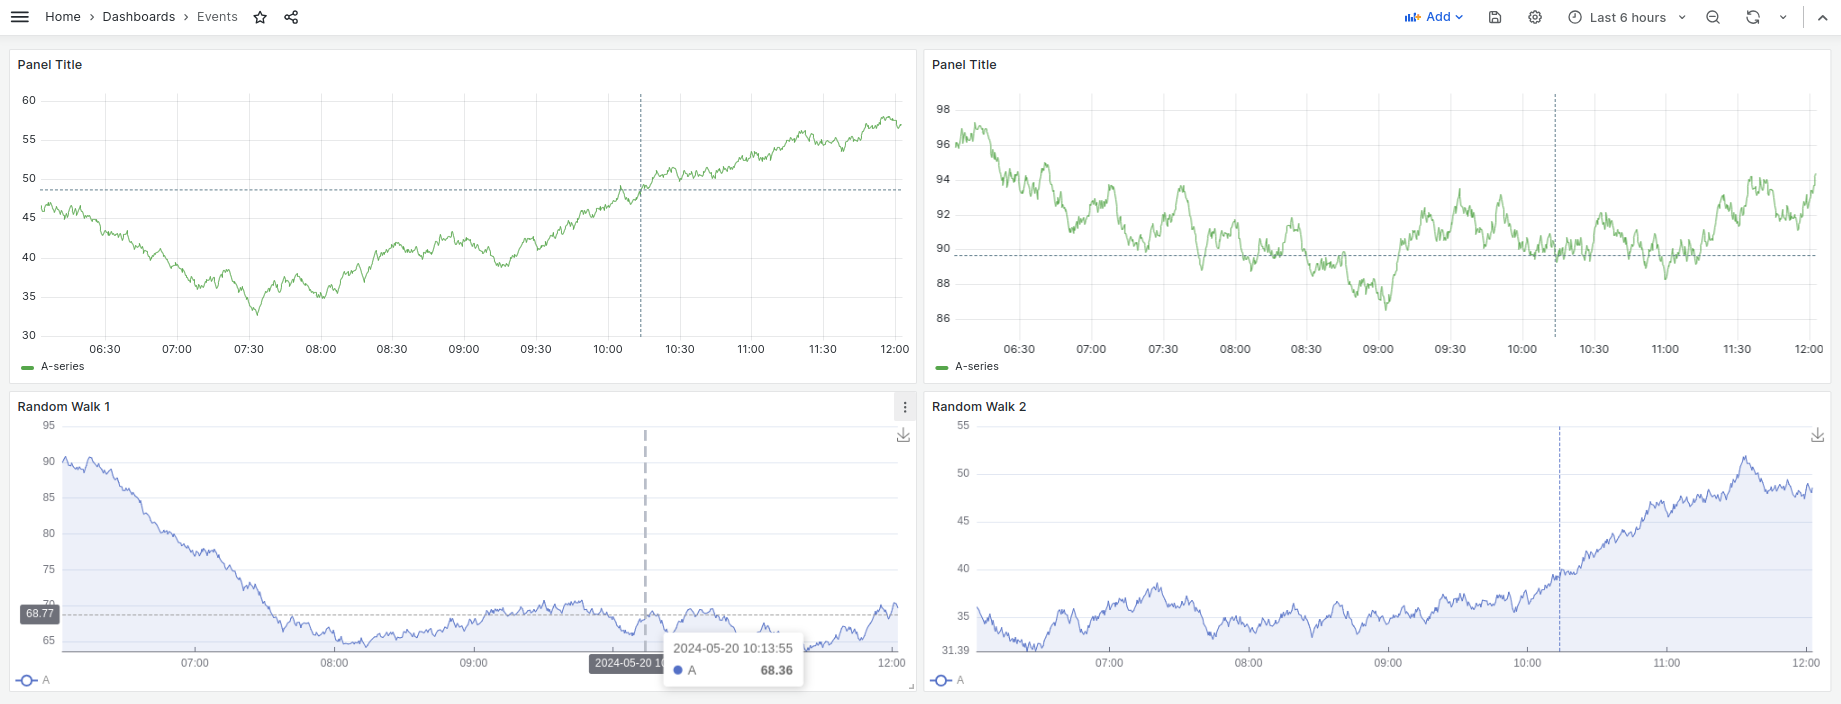 Home > Dashboards > Events
Add
Last 6 hours
Panel Title
60
55
50
45
40
35
30
06:30 07:00 07:30 08:00 08:30 09:00 09:30 10:00 10:30 11:00 11:30 12:00
A-series
Panel Title
98
96
94
92
90
88
86
06:30 07:00 07:30 08:00 08:30 09:00 09:30 10:00 10:30 11:00 11:30 12:00
A-series
Random Walk 1
95
90
85
80
75
70
68.77
65
07:00 08:00 09:00 2024-05-20 10 12:00
2024-05-20 10:13:55
A 68.36
A
Random Walk 2
55
50
45
40
35
31.39
07:00 08:00 09:00 10:00 11:00 12:00
A